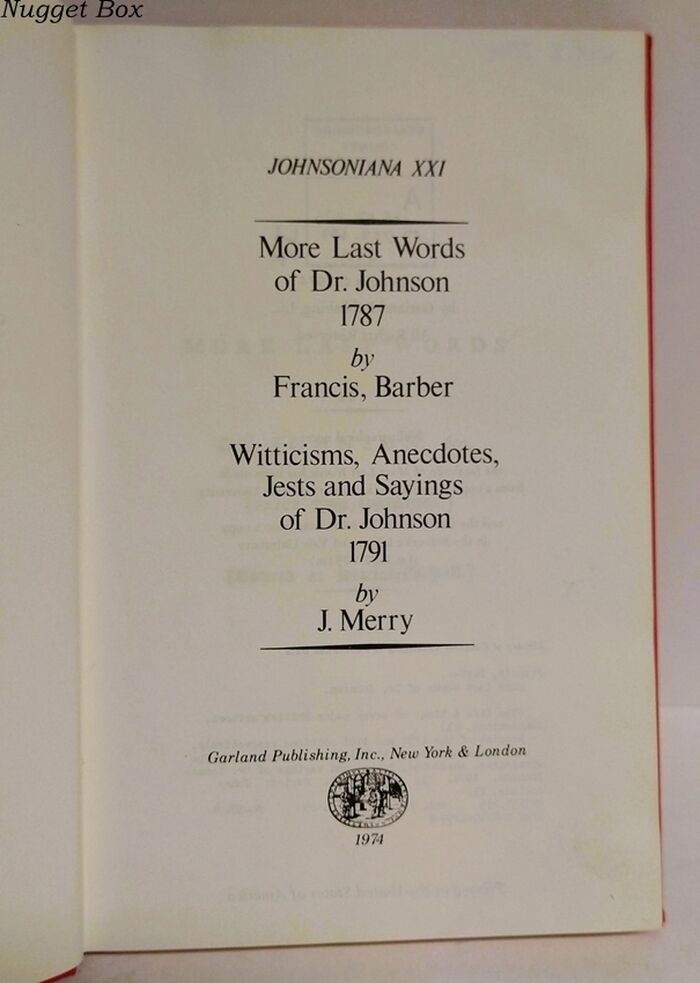 Nugget Box
JOHNSONIANA XXI
More Last Words
of Dr. Johnson
1787
by
Francis, Barber
Witticisms, Anecdotes,
Jests and Sayings
of Dr. Johnson
1791
by
J. Merry
Garland Publishing, Inc., New York & London
1974